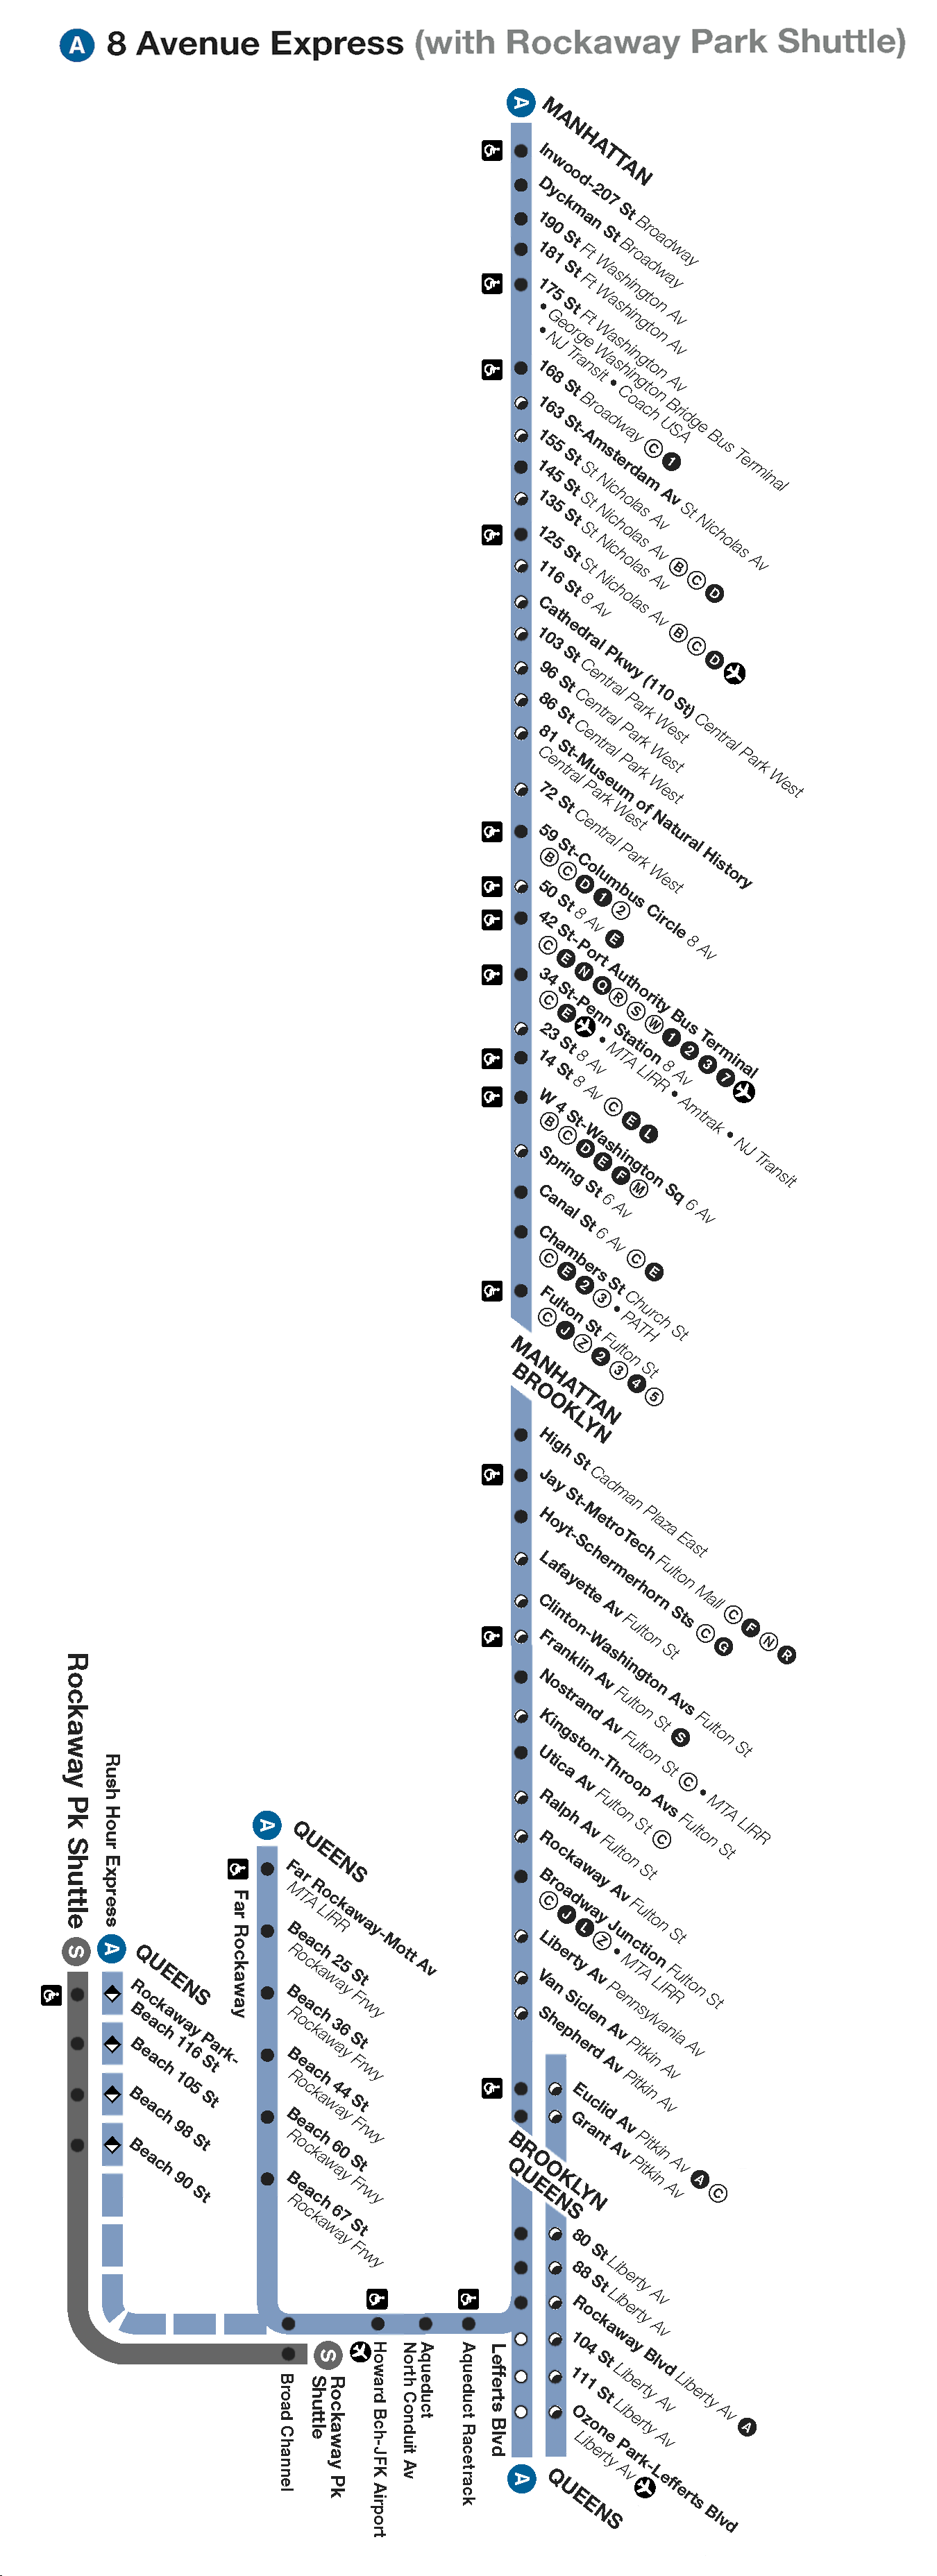 A 8 Avenue Express (with Rockaway Park Shuttle)
A MANHATTAN
Inwood-207 St Broadway
Dyckman St Broadway
190 St Ft Washington Av
181 St Ft Washington Av
175 St Ft Washington Av
• George Washington Bridge Bus Terminal
• NJ Transit • Coach USA
168 St Broadway C 1
163 St-Amsterdam Av St Nicholas Av
155 St St Nicholas Av
145 St St Nicholas Av B C D
135 St St Nicholas Av
125 St St Nicholas Av B C D
116 St 8 Av
Cathedral Pkwy (110 St) Central Park West
103 St Central Park West
96 St Central Park West
86 St Central Park West
81 St-Museum of Natural History
Central Park West
72 St Central Park West
59 St-Columbus Circle 8 Av
B C D 1 2
50 St 8 Av E
42 St-Port Authority Bus Terminal
C E N Q R S W 1 2 3 7
34 St-Penn Station 8 Av
C E • MTA LIRR • Amtrak • NJ Transit
23 St 8 Av
14 St 8 Av C E L
W 4 St-Washington Sq 6 Av
B C D E F M
Spring St 6 Av
Canal St 6 Av C E
Chambers St Church St
C E 2 3 • PATH
Fulton St Fulton St
C J Z 2 3 4 5
MANHATTAN
BROOKLYN
High St Cadman Plaza East
Jay St-MetroTech Fulton Mall C F N R
Hoyt-Schermerhorn Sts C G
Lafayette Av Fulton St
Clinton-Washington Avs Fulton St
Franklin Av Fulton St S
Nostrand Av Fulton St C • MTA LIRR
Kingston-Throop Avs Fulton St
Utica Av Fulton St C
Ralph Av Fulton St
Rockaway Av Fulton St
Broadway Junction Fulton St
C J L Z • MTA LIRR
Liberty Av Pennsylvania Av
Van Siclen Av Pitkin Av
Shepherd Av Pitkin Av
Euclid Av Pitkin Av A C
Grant Av Pitkin Av
BROOKLYN
QUEENS
80 St Liberty Av
88 St Liberty Av
Rockaway Blvd Liberty Av A
104 St Liberty Av
111 St Liberty Av
Ozone Park-Lefferts Blvd
Liberty Av
A QUEENS
Lefferts Blvd
Aqueduct Racetrack
Aqueduct
North Conduit Av
Howard Bch-JFK Airport
S Rockaway Pk
Shuttle
Broad Channel
A QUEENS
Far Rockaway
Far Rockaway-Mott Av
MTA LIRR
Beach 25 St
Rockaway Frwy
Beach 36 St
Rockaway Frwy
Beach 44 St
Rockaway Frwy
Beach 60 St
Rockaway Frwy
Beach 67 St
Rockaway Frwy
Rush Hour Express A
QUEENS
Rockaway Park-
Beach 116 St
Beach 105 St
Beach 98 St
Beach 90 St
Rockaway Pk Shuttle S